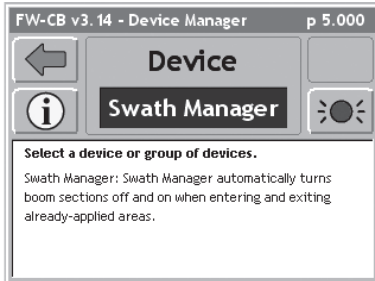 FW-CB v3.14 - Device Manager p 5.000
Device
Swath Manager
Select a device or group of devices.
Swath Manager: Swath Manager automatically turns
boom sections off and on when entering and exiting
already-applied areas.